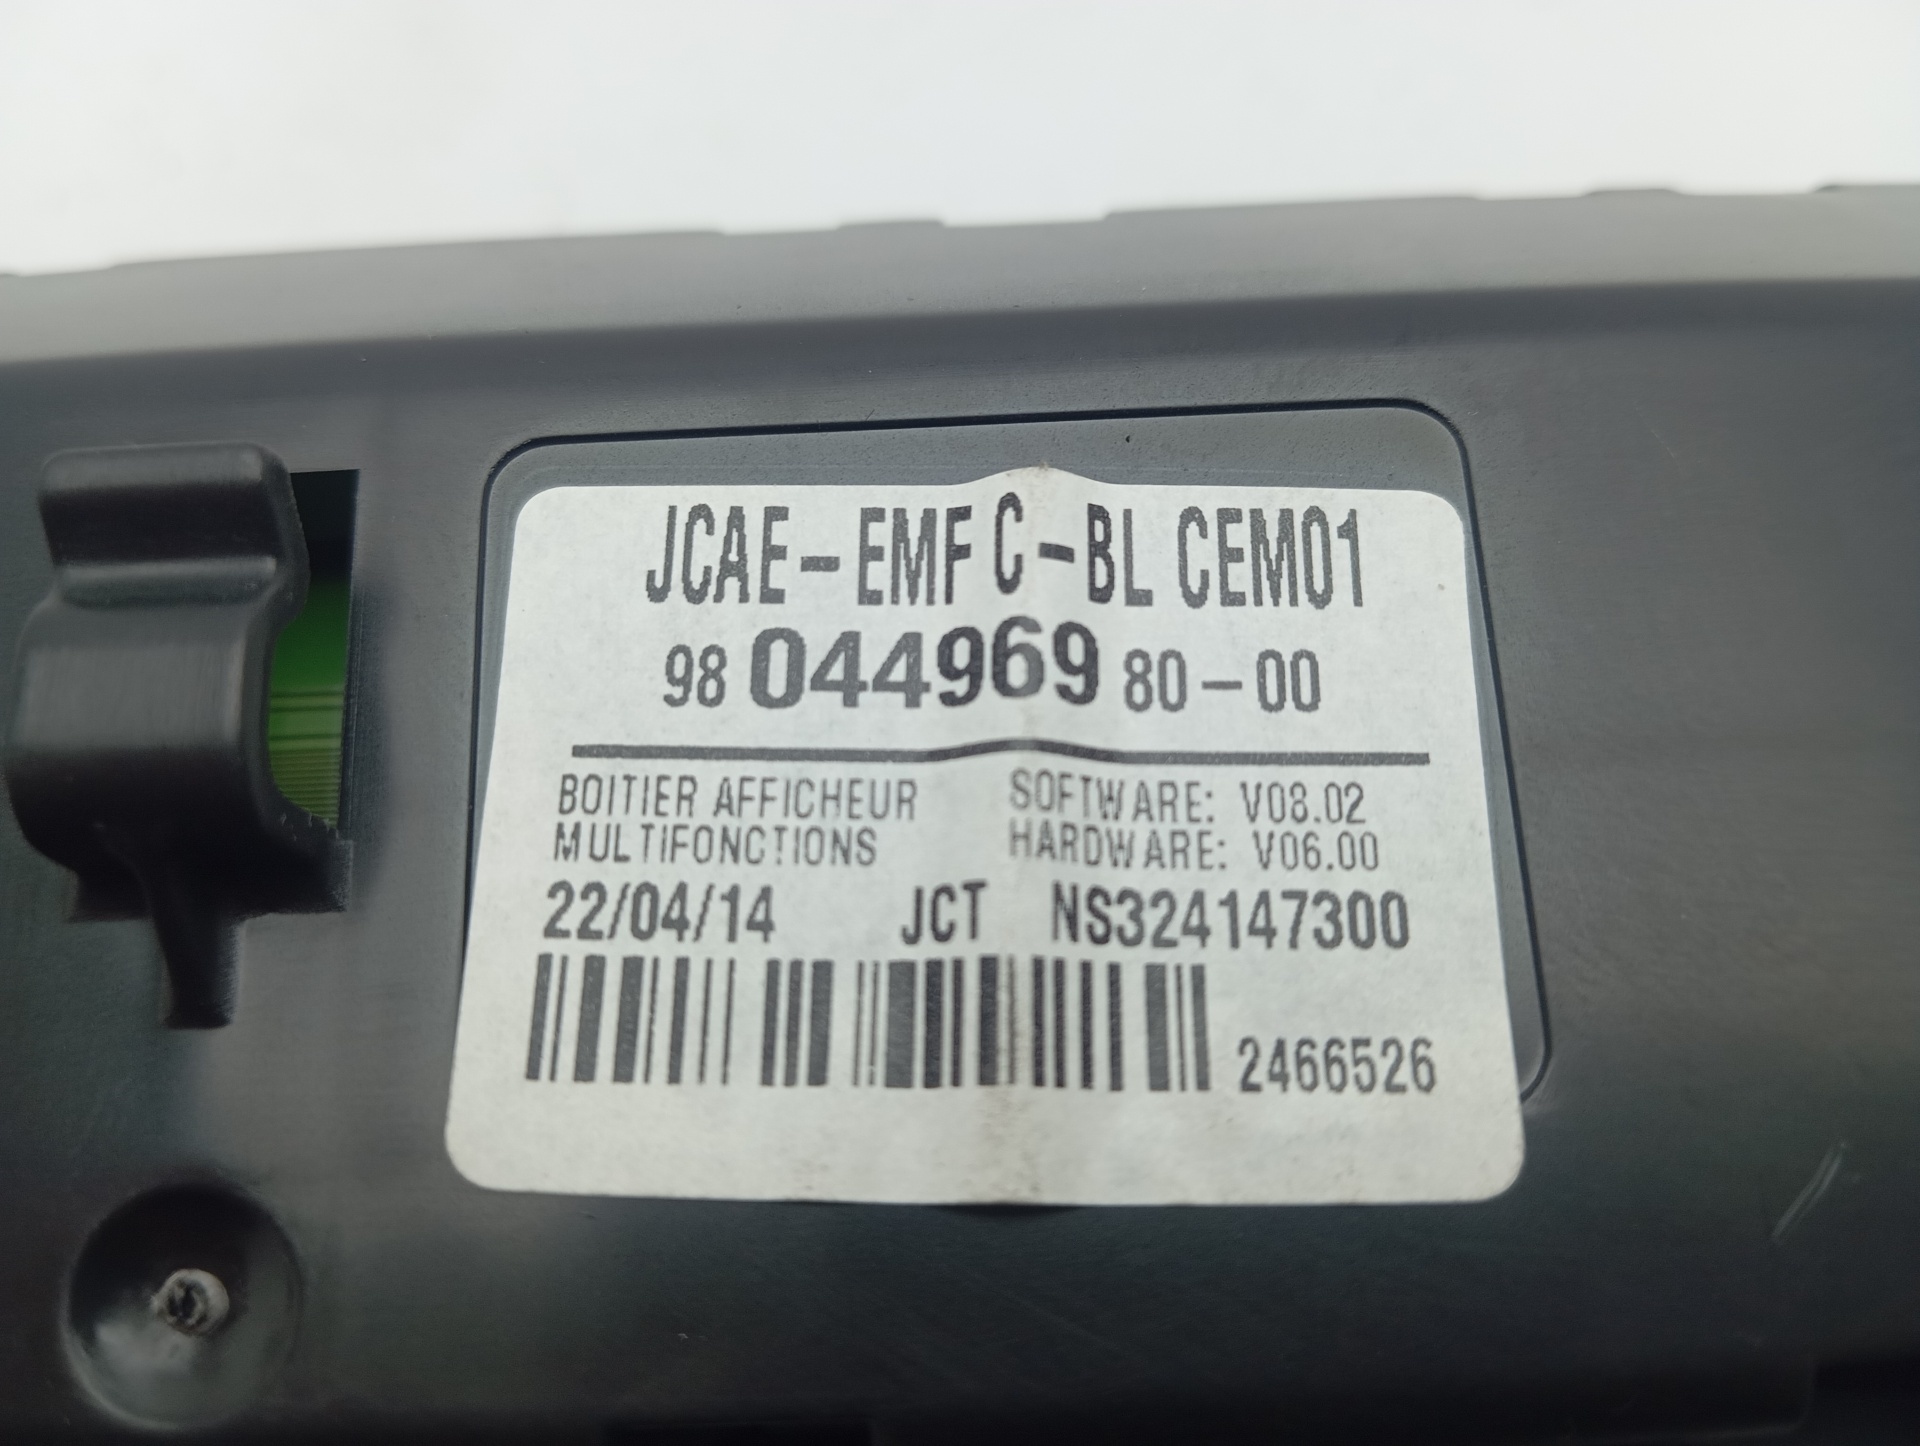 JCAE-EMF C-BL CEM01
98 044969 80-00
BOITIER AFFICHEUR SOFTWARE: V08.02
MULTIFONCTIONS HARDWARE: V06.00
22/04/14 JCT NS324147300
2466526